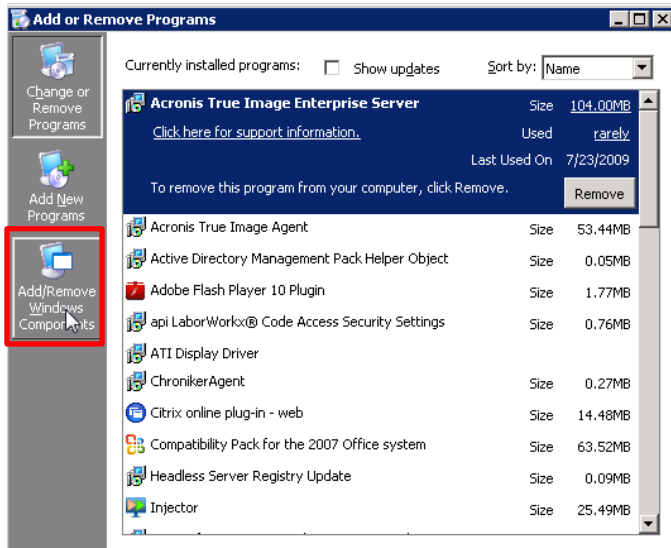 Add or Remove Programs
Change or
Remove
Programs
Add New
Programs
Add/Remove
Windows
Components
Currently installed programs: Show updates Sort by: Name
Acronis True Image Enterprise Server Size 104.00MB
Click here for support information. Used rarely
Last Used On 7/23/2009
To remove this program from your computer, click Remove. Remove
Acronis True Image Agent Size 53.44MB
Active Directory Management Pack Helper Object Size 0.05MB
Adobe Flash Player 10 Plugin Size 1.77MB
api LaborWorkx® Code Access Security Settings Size 0.76MB
ATI Display Driver
ChronikerAgent Size 0.27MB
Citrix online plug-in - web Size 14.48MB
Compatibility Pack for the 2007 Office system Size 63.52MB
Headless Server Registry Update Size 0.09MB
Injector Size 25.49MB